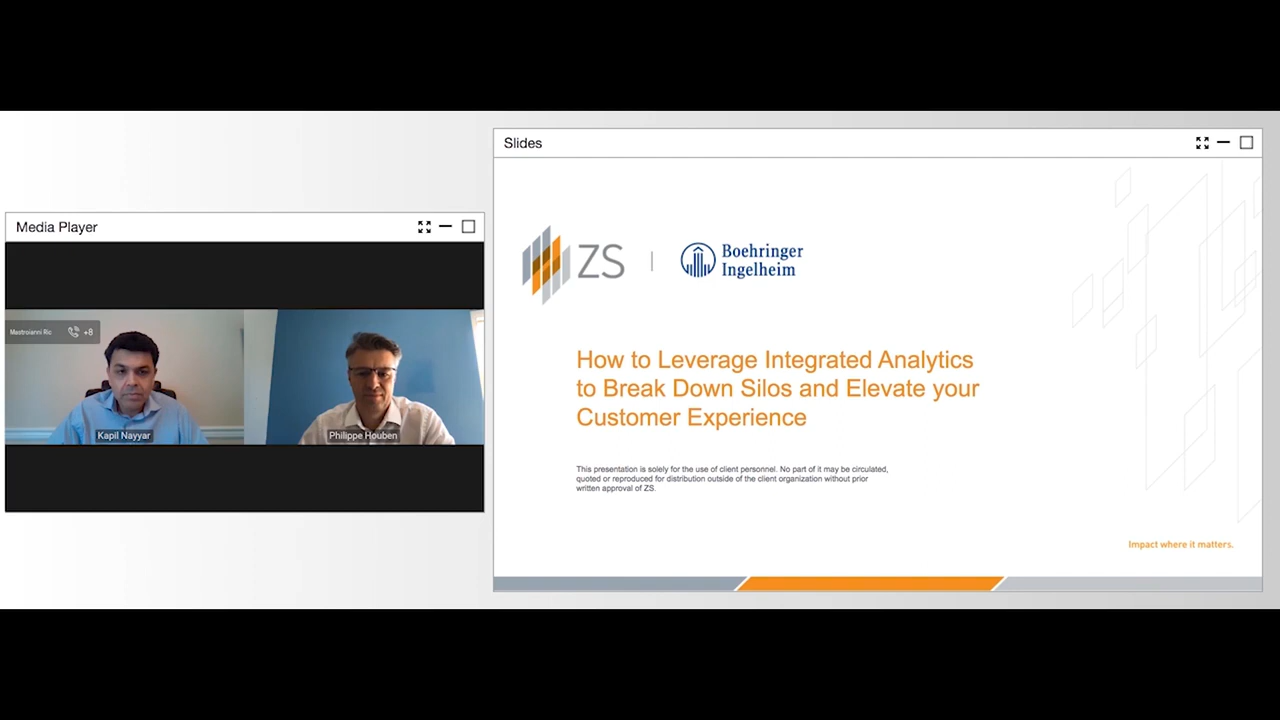 Media Player
Mastroianni Ric
+8
Kapil Nayyar
Philippe Houben
Slides
ZS
Boehringer
Ingelheim
How to Leverage Integrated Analytics
to Break Down Silos and Elevate your
Customer Experience
This presentation is solely for the use of client personnel. No part of it may be circulated,
quoted or reproduced for distribution outside of the client organization without prior
written approval of ZS.
Impact where it matters.